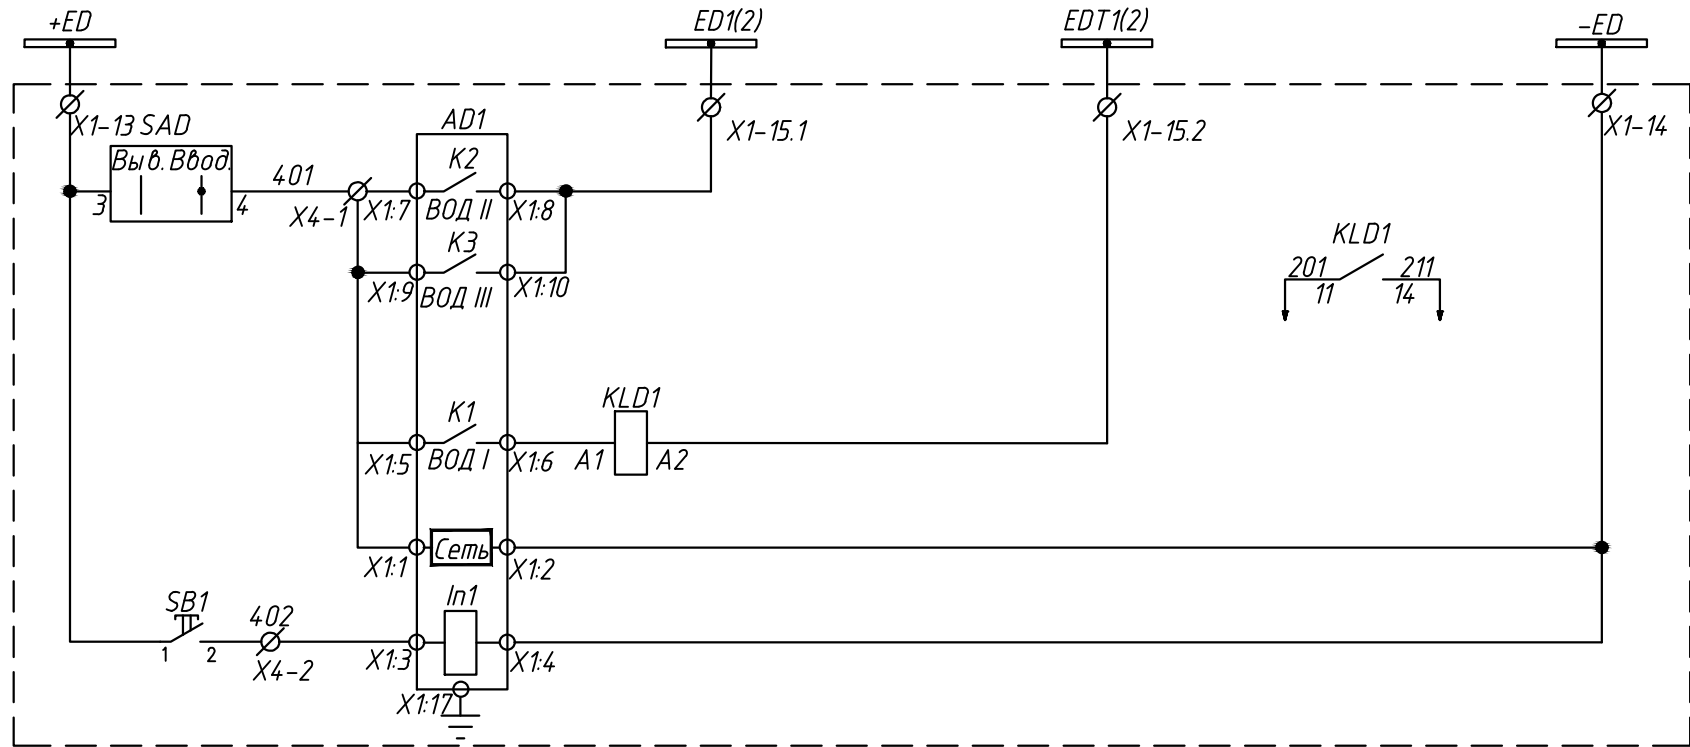 +ED
ED1(2)
EDT1(2)
-ED
X1-13 SAD
AD1
X1-15.1
X1-15.2
X1-14
Выв. Ввод.
3
4
401
X4-1
X1:7
K2
ВОД II
X1:8
K3
X1:9
ВОД III
X1:10
KLD1
201
211
11
14
KLD1
K1
X1:5
ВОД I
X1:6
A1
A2
X1:1
Сеть
X1:2
SB1
1
2
402
X4-2
In1
X1:3
X1:4
X1:17